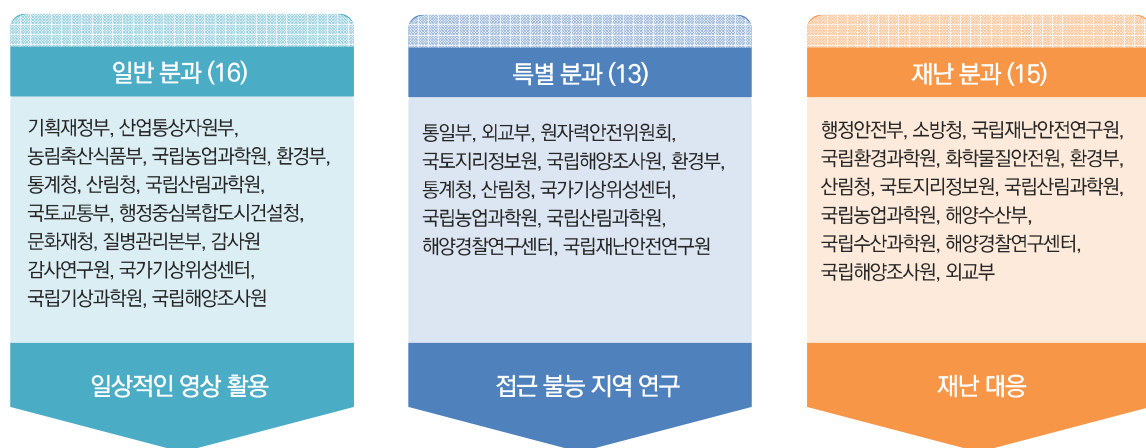 일반 분과 (16)
기획재정부, 산업통상자원부,
농림축산식품부, 국립농업과학원, 환경부,
통계청, 산림청, 국립산림과학원,
국토교통부, 행정중심복합도시건설청,
문화재청, 질병관리본부, 감사원
감사연구원, 국가기상위성센터,
국립기상과학원, 국립해양조사원
일상적인 영상 활용
특별 분과 (13)
통일부, 외교부, 원자력안전위원회,
국토지리정보원, 국립해양조사원, 환경부,
통계청, 산림청, 국가기상위성센터,
국립농업과학원, 국립산림과학원,
해양경찰연구센터, 국립재난안전연구원
접근 불능 지역 연구
재난 분과 (15)
행정안전부, 소방청, 국립재난안전연구원,
국립환경과학원, 화학물질안전원, 환경부,
산림청, 국토지리정보원, 국립산림과학원,
국립농업과학원, 해양수산부,
국립수산과학원, 해양경찰연구센터,
국립해양조사원, 외교부
재난 대응